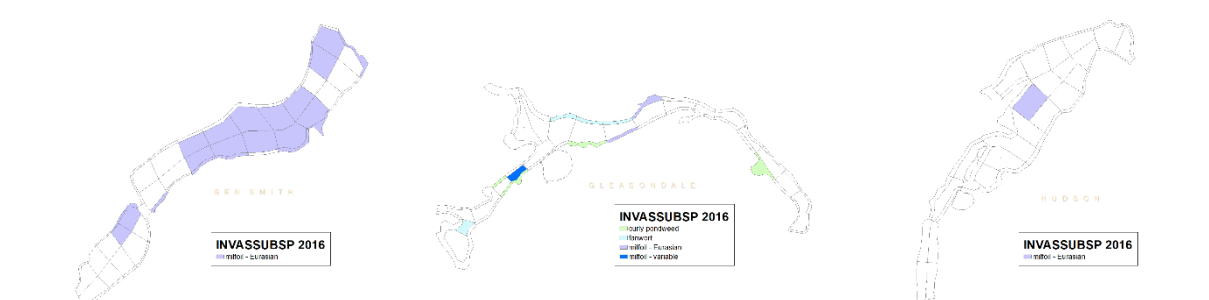 BEN SMITH
INVASSUBSP 2016
milfoil - Eurasian
GLEASONDALE
INVASSUBSP 2016
curly pondweed
fanwort
milfoil - Eurasian
milfoil - variable
HUDSON
INVASSUBSP 2016
milfoil - Eurasian